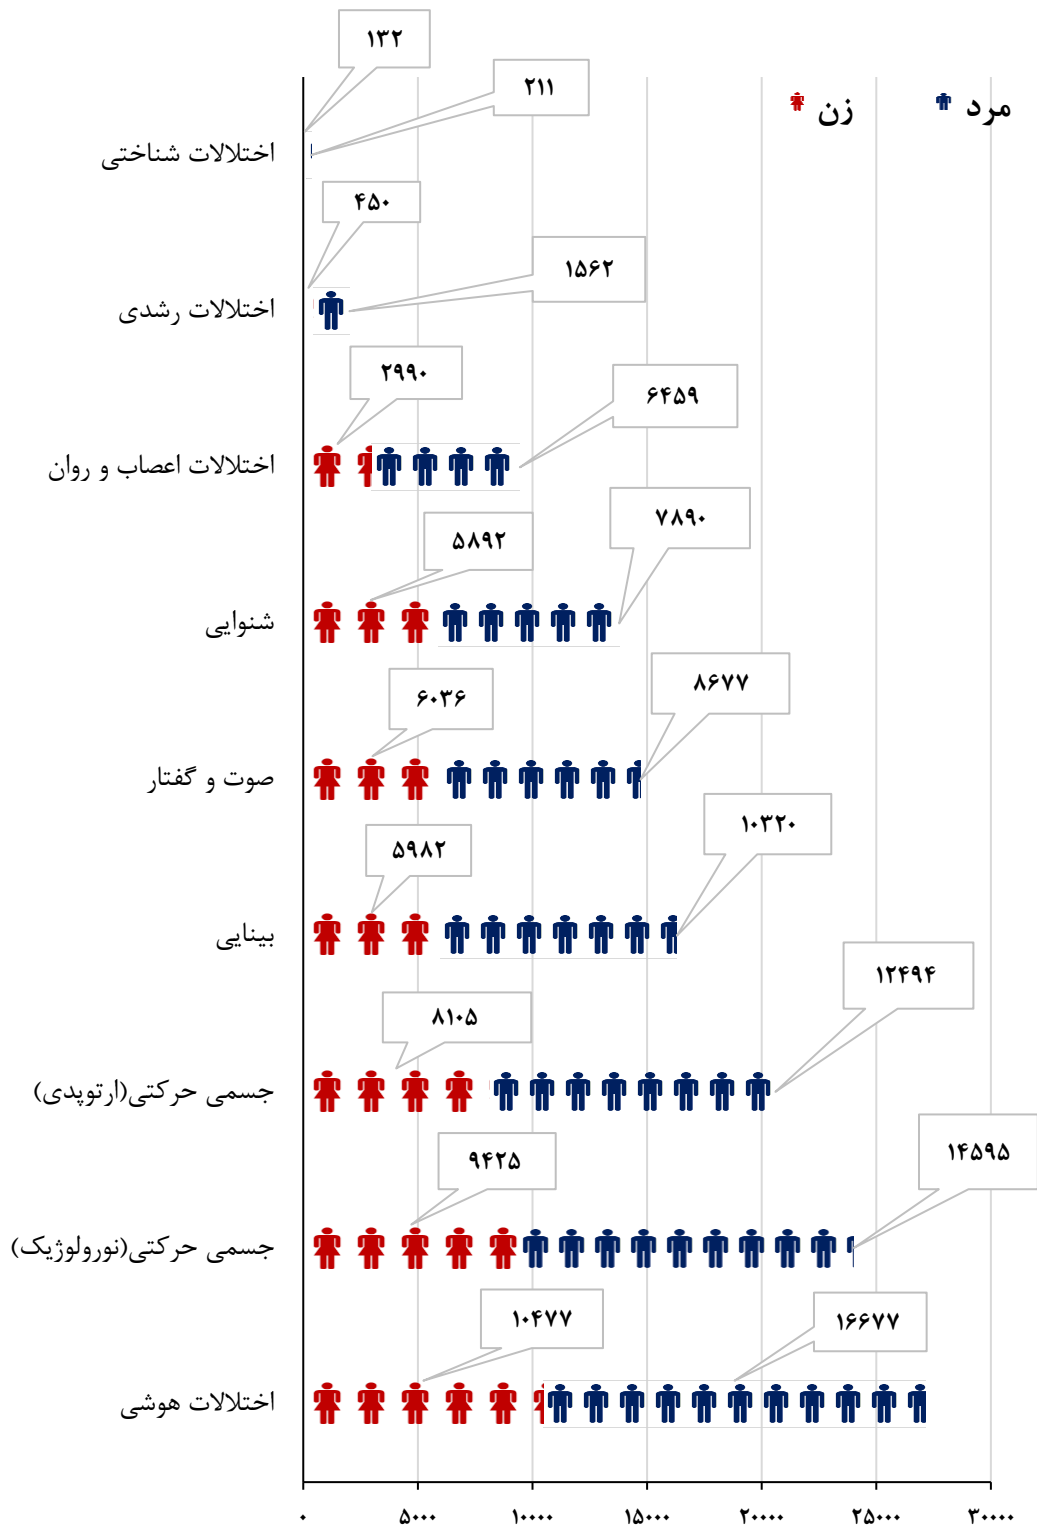 ۱۳۲
۲۱۱
مرد
زن
اختلالات شناختی
۴۵۰
۱۵۶۲
اختلالات رشدی
۲۹۹۰
۶۴۵۹
اختلالات اعصاب و روان
۷۸۹۰
۵۸۹۲
شنوایی
۸۶۷۷
۶۰۳۶
صوت و گفتار
۱۰۳۲۰
۵۹۸۲
بینایی
۱۲۴۹۴
۸۱۰۵
جسمی حرکتی(ارتوپدی)
۱۴۵۹۵
۹۴۲۵
جسمی حرکتی(نورولوژیک)
۱۰۴۷۷
۱۶۶۷۷
اختلالات هوشی
۰ ۵۰۰۰ ۱۰۰۰۰ ۱۵۰۰۰ ۲۰۰۰۰ ۲۵۰۰۰ ۳۰۰۰۰